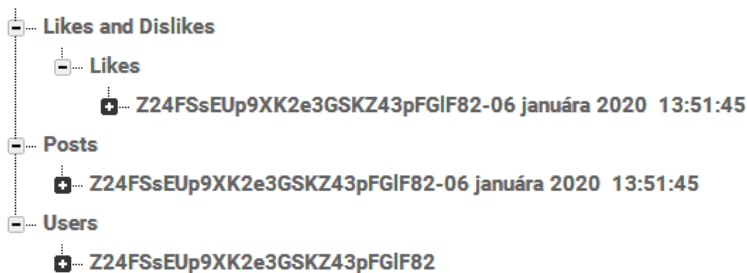 Likes and Dislikes
Likes
Z24FSsEUp9XK2e3GSKZ43pFGlF82-06 januára 2020  13:51:45
Posts
Z24FSsEUp9XK2e3GSKZ43pFGlF82-06 januára 2020  13:51:45
Users
Z24FSsEUp9XK2e3GSKZ43pFGlF82